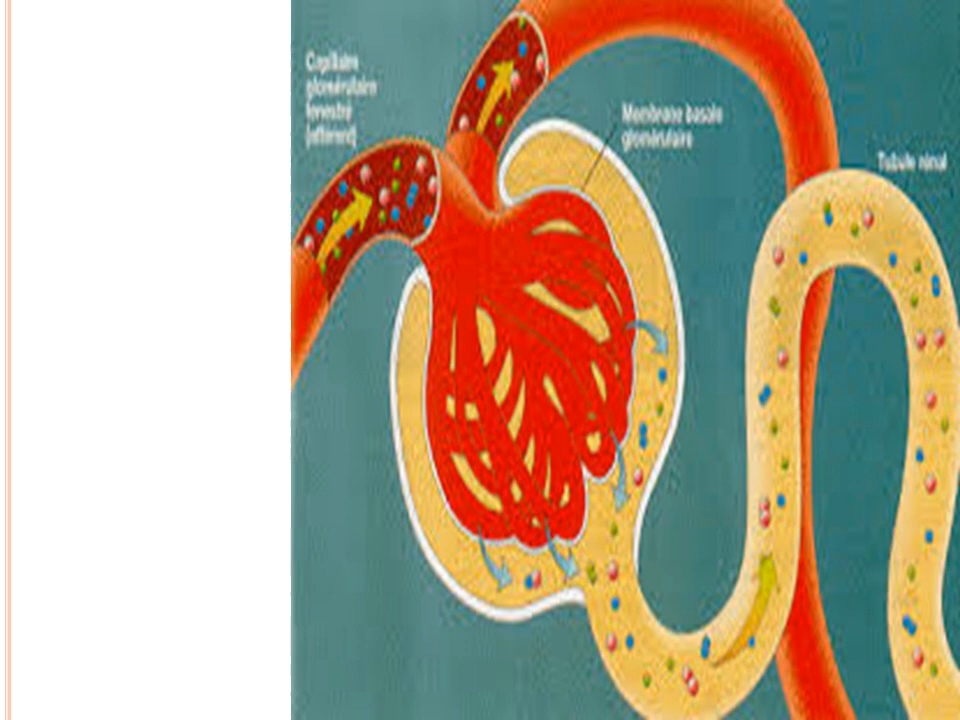 Capillaire
glomérulaire
fenestré
(afférent)
Membrane basale
glomérulaire
Tubule rénal